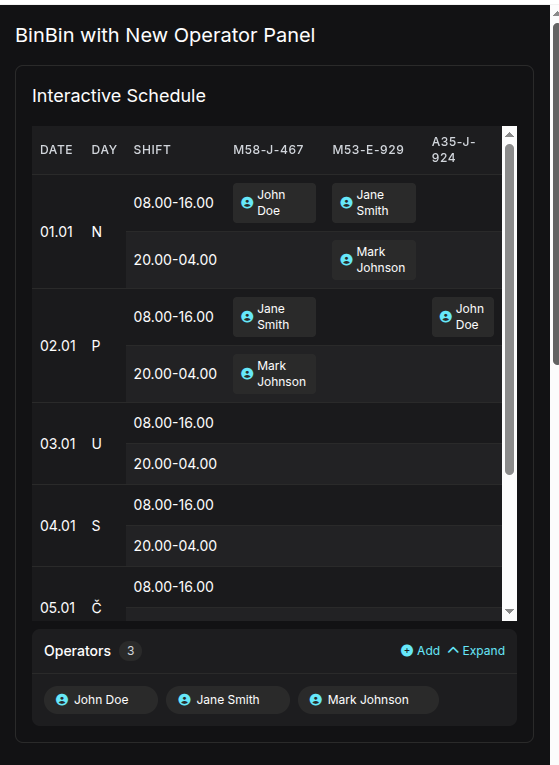 BinBin with New Operator Panel
Interactive Schedule
DATE DAY SHIFT M58-J-467 M53-E-929 A35-J-
924
01.01 N 08.00-16.00 John Doe Jane Smith
20.00-04.00 Mark Johnson
02.01 P 08.00-16.00 Jane Smith John Doe
20.00-04.00 Mark Johnson
03.01 U 08.00-16.00
20.00-04.00
04.01 S 08.00-16.00
20.00-04.00
05.01 Č 08.00-16.00
Operators 3 Add Expand
John Doe Jane Smith Mark Johnson